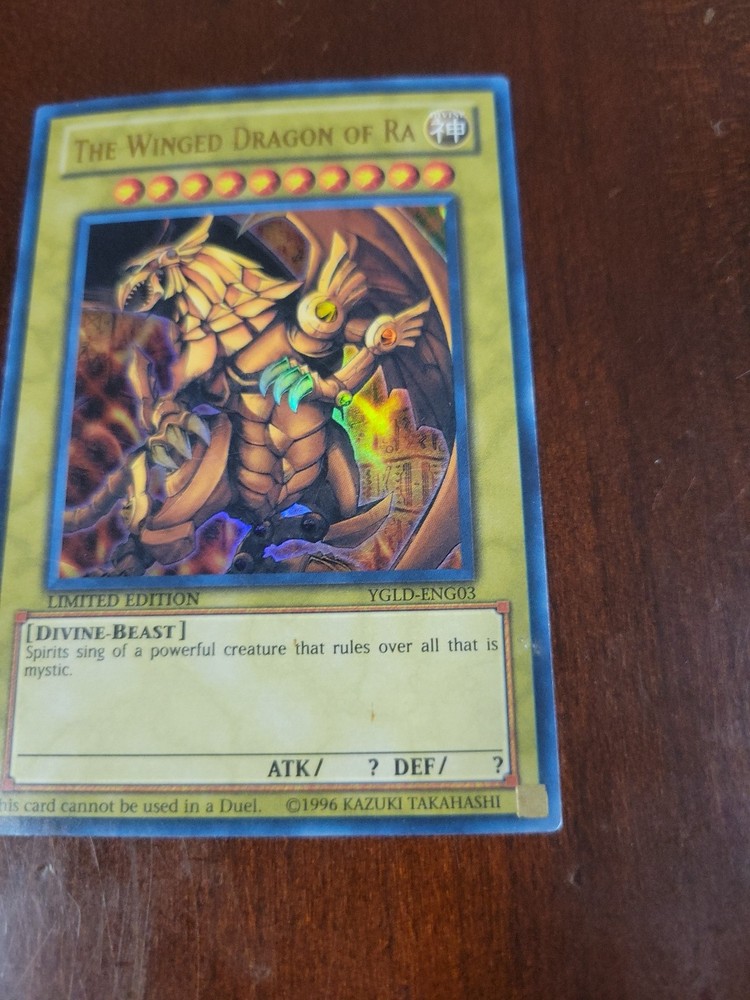 THE WINGED DRAGON OF RA
神
LIMITED EDITION YGLD-ENG03
[DIVINE-BEAST]
Spirits sing of a powerful creature that rules over all that is
mystic.
ATK/ ? DEF/ ?
his card cannot be used in a Duel. ©1996 KAZUKI TAKAHASHI